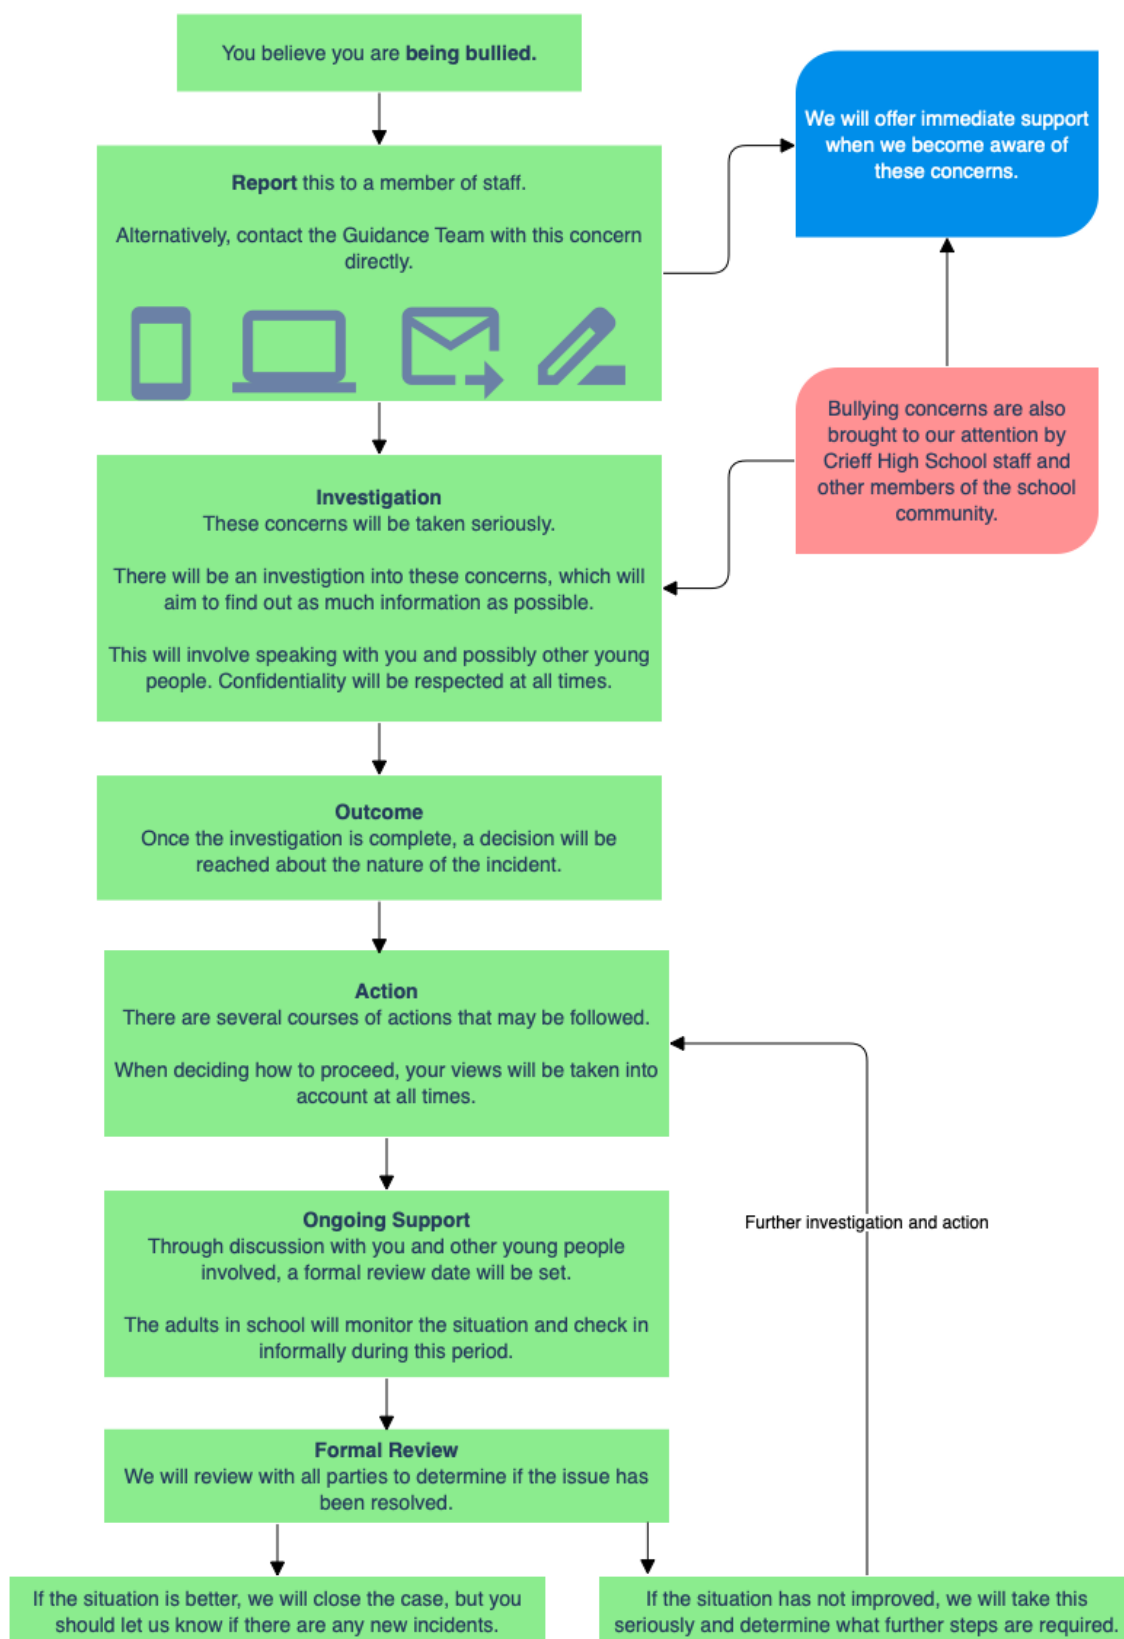 You believe you are being bullied.
We will offer immediate support
when we become aware of
these concerns.
Report this to a member of staff.
Alternatively, contact the Guidance Team with this concern
directly.
Bullying concerns are also
brought to our attention by
Crieff High School staff and
other members of the school
community.
Investigation
These concerns will be taken seriously.
There will be an investigtion into these concerns, which will
aim to find out as much information as possible.
This will involve speaking with you and possibly other young
people. Confidentiality will be respected at all times.
Outcome
Once the investigation is complete, a decision will be
reached about the nature of the incident.
Action
There are several courses of actions that may be followed.
When deciding how to proceed, your views will be taken into
account at all times.
Ongoing Support
Through discussion with you and other young people
involved, a formal review date will be set.
The adults in school will monitor the situation and check in
informally during this period.
Further investigation and action
Formal Review
We will review with all parties to determine if the issue has
been resolved.
If the situation is better, we will close the case, but you
should let us know if there are any new incidents.
If the situation has not improved, we will take this
seriously and determine what further steps are required.